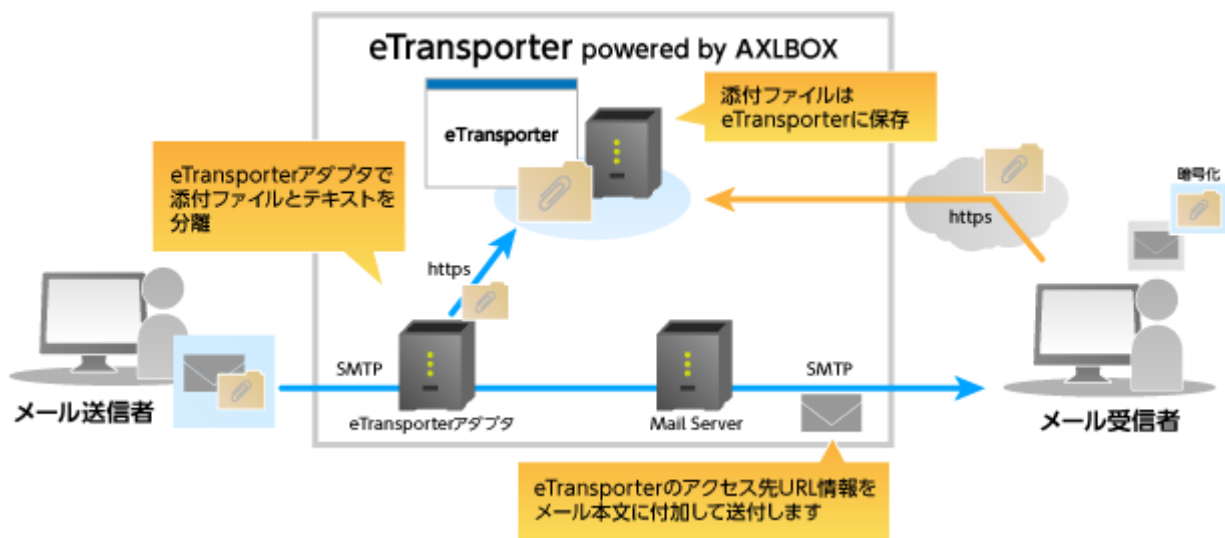 eTransporter powered by AXLBOX
添付ファイルは
eTransporterに保存
eTransporter
eTransporterアダプタで
添付ファイルとテキストを
分離
暗号化
https
https
SMTP
SMTP
メール送信者
eTransporterアダプタ
Mail Server
メール受信者
eTransporterのアクセス先URL情報を
メール本文に付加して送付します